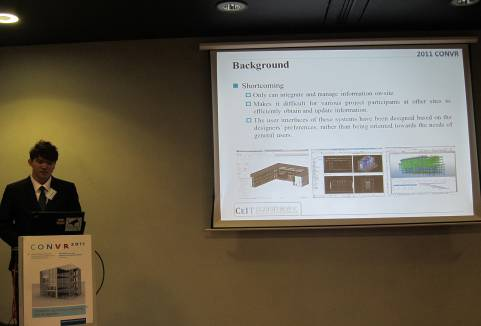 2011 CONVR
Background
Shortcoming
Only can integrate and manage information on-site.
Makes it difficult for various project participants at other sites to
efficiently obtain and update information.
The user interfaces of these systems have been designed based on the
designers' preferences, rather than being oriented towards the needs of
general users.
CONVR 2011